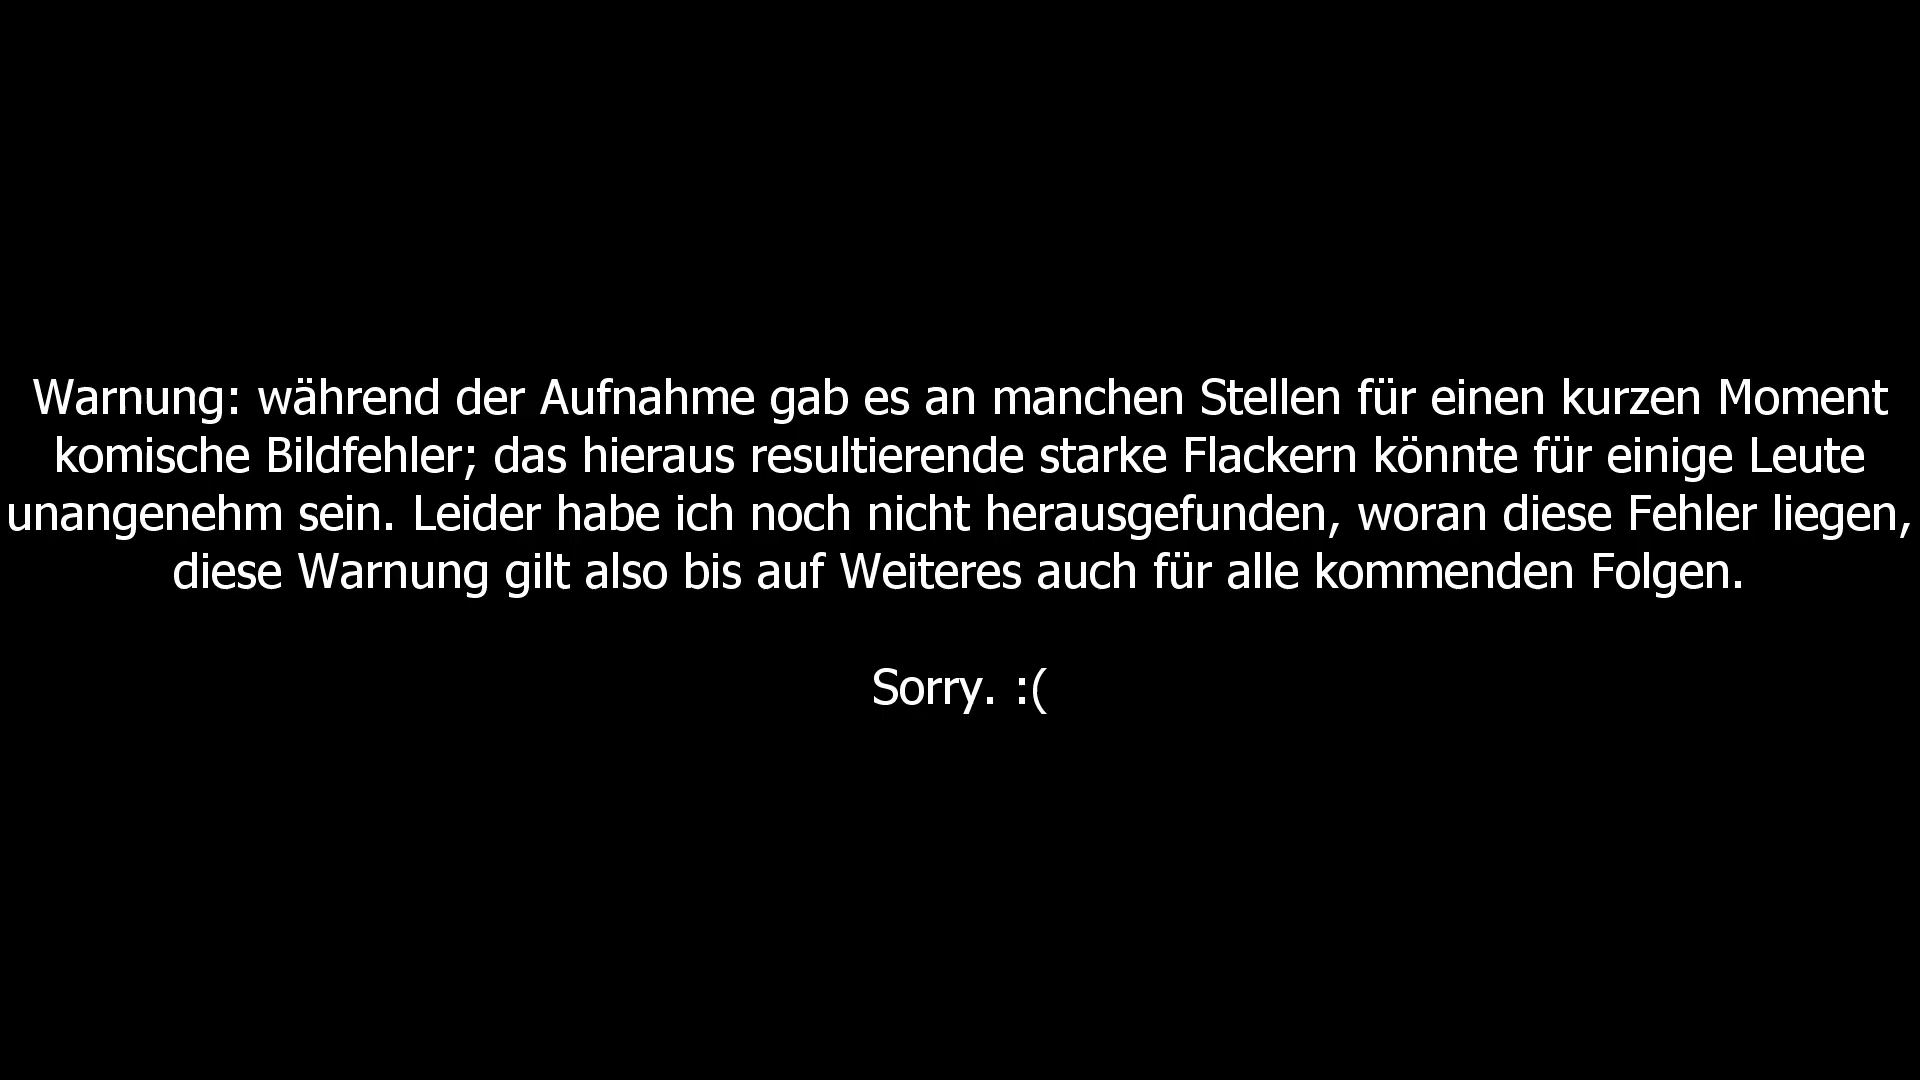 Warnung: während der Aufnahme gab es an manchen Stellen für einen kurzen Moment
komische Bildfehler; das hieraus resultierende starke Flackern könnte für einige Leute
unangenehm sein. Leider habe ich noch nicht herausgefunden, woran diese Fehler liegen,
diese Warnung gilt also bis auf Weiteres auch für alle kommenden Folgen.
Sorry. :(